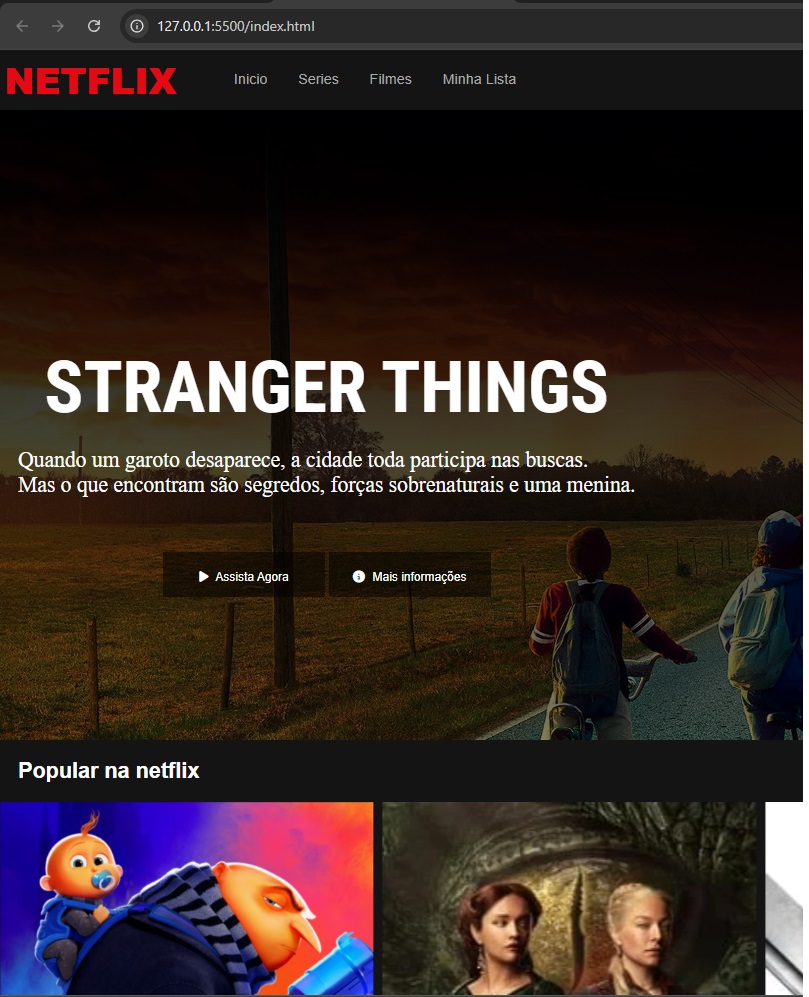 127.0.0.1:5500/index.html
NETFLIX Inicio Series Filmes Minha Lista
STRANGER THINGS
Quando um garoto desaparece, a cidade toda participa nas buscas.
Mas o que encontram são segredos, forças sobrenaturais e uma menina.
Assista Agora Mais informações
Popular na netflix